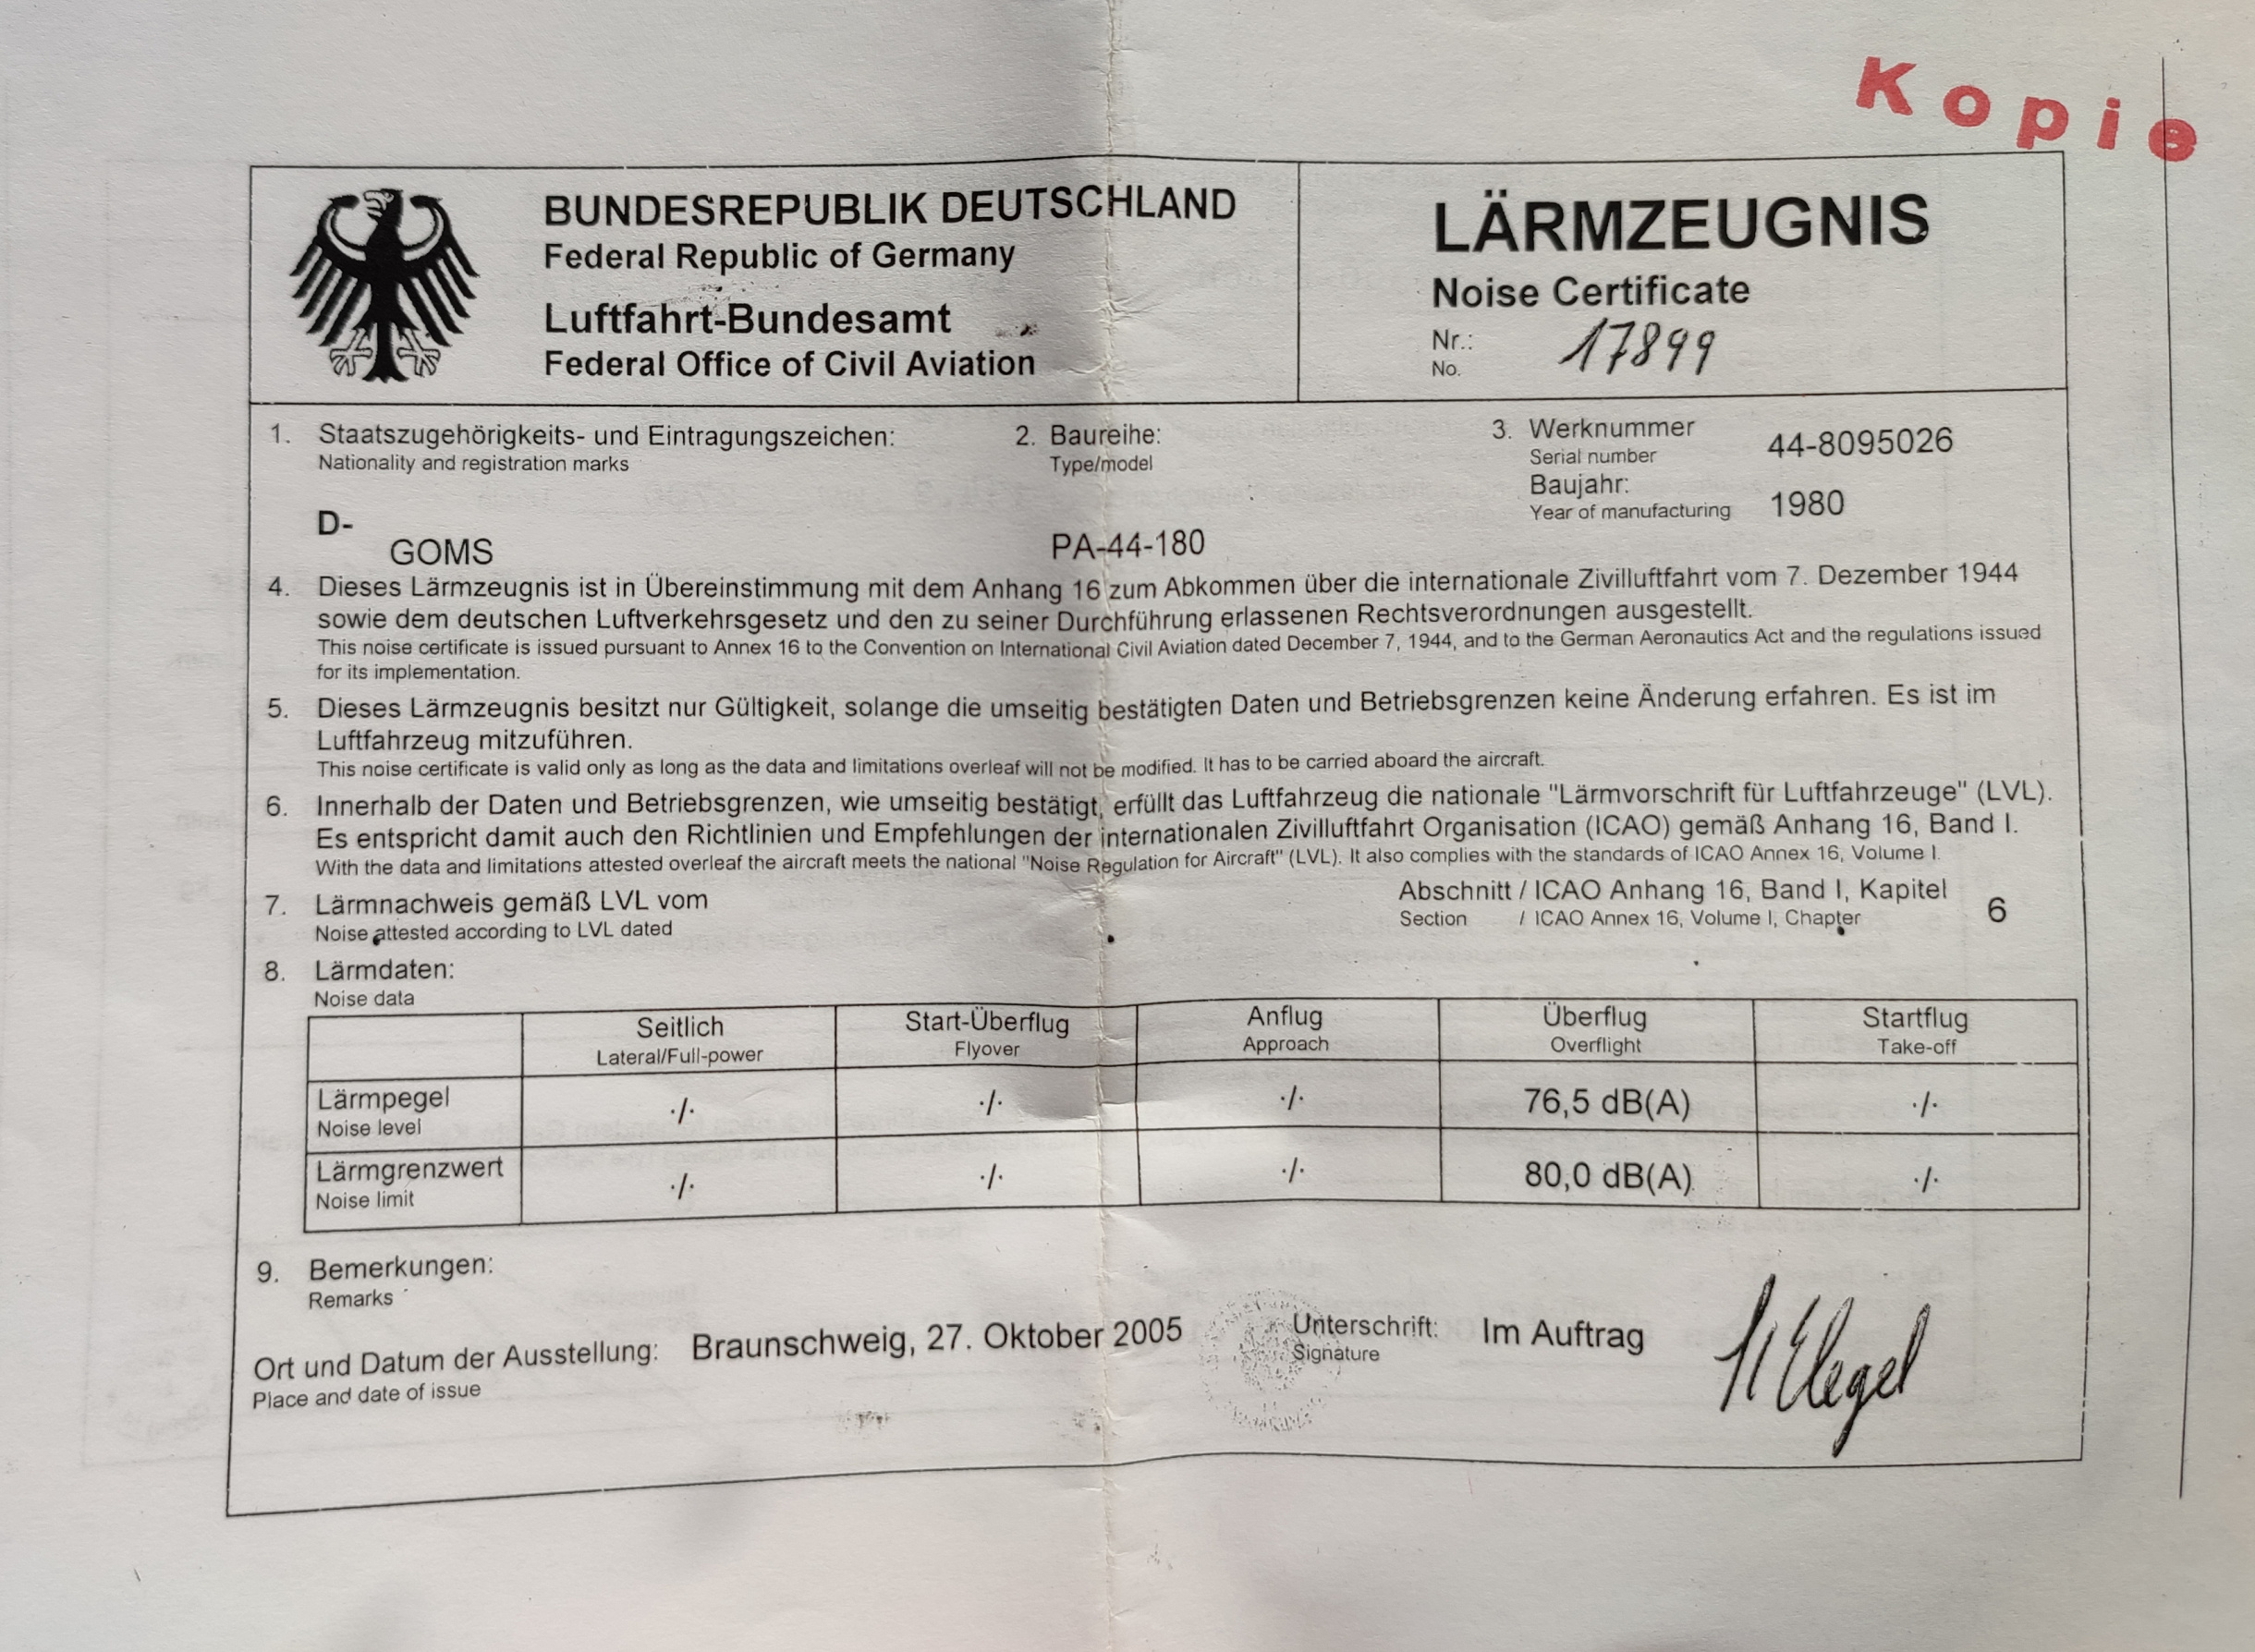 Kopie
BUNDESREPUBLIK DEUTSCHLAND
Federal Republic of Germany
Luftfahrt-Bundesamt
Federal Office of Civil Aviation
LÄRMZEUGNIS
Noise Certificate
Nr.: 17899
No.
1. Staatszugehörigkeits- und Eintragungszeichen:
Nationality and registration marks
D-
GOMS
2. Baureihe:
Type/model
PA-44-180
3. Werknummer 44-8095026
Serial number
Baujahr: 1980
Year of manufacturing
4. Dieses Lärmzeugnis ist in Übereinstimmung mit dem Anhang 16 zum Abkommen über die internationale Zivilluftfahrt vom 7. Dezember 1944
sowie dem deutschen Luftverkehrsgesetz und den zu seiner Durchführung erlassenen Rechtsverordnungen ausgestellt.
This noise certificate is issued pursuant to Annex 16 to the Convention on International Civil Aviation dated December 7, 1944, and to the German Aeronautics Act and the regulations issued
for its implementation.
5. Dieses Lärmzeugnis besitzt nur Gültigkeit, solange die umseitig bestätigten Daten und Betriebsgrenzen keine Änderung erfahren. Es ist im
Luftfahrzeug mitzuführen.
This noise certificate is valid only as long as the data and limitations overleaf will not be modified. It has to be carried aboard the aircraft.
6. Innerhalb der Daten und Betriebsgrenzen, wie umseitig bestätigt, erfüllt das Luftfahrzeug die nationale "Lärmvorschrift für Luftfahrzeuge" (LVL).
Es entspricht damit auch den Richtlinien und Empfehlungen der internationalen Zivilluftfahrt Organisation (ICAO) gemäß Anhang 16, Band I.
With the data and limitations attested overleaf the aircraft meets the national "Noise Regulation for Aircraft" (LVL). It also complies with the standards of ICAO Annex 16, Volume I.
7. Lärmnachweis gemäß LVL vom Abschnitt / ICAO Anhang 16, Band I, Kapitel 6
Noise attested according to LVL dated Section / ICAO Annex 16, Volume I, Chapter
8. Lärmdaten:
Noise data
Seitlich Start-Überflug Anflug Überflug Startflug
Lateral/Full-power Flyover Approach Overflight Take-off
Lärmpegel ·/· ·/· ·/· 76,5 dB(A) ·/·
Noise level
Lärmgrenzwert ·/· ·/· ·/· 80,0 dB(A) ·/·
Noise limit
9. Bemerkungen:
Remarks
Ort und Datum der Ausstellung: Braunschweig, 27. Oktober 2005 Unterschrift: Im Auftrag
Place and date of issue Signature